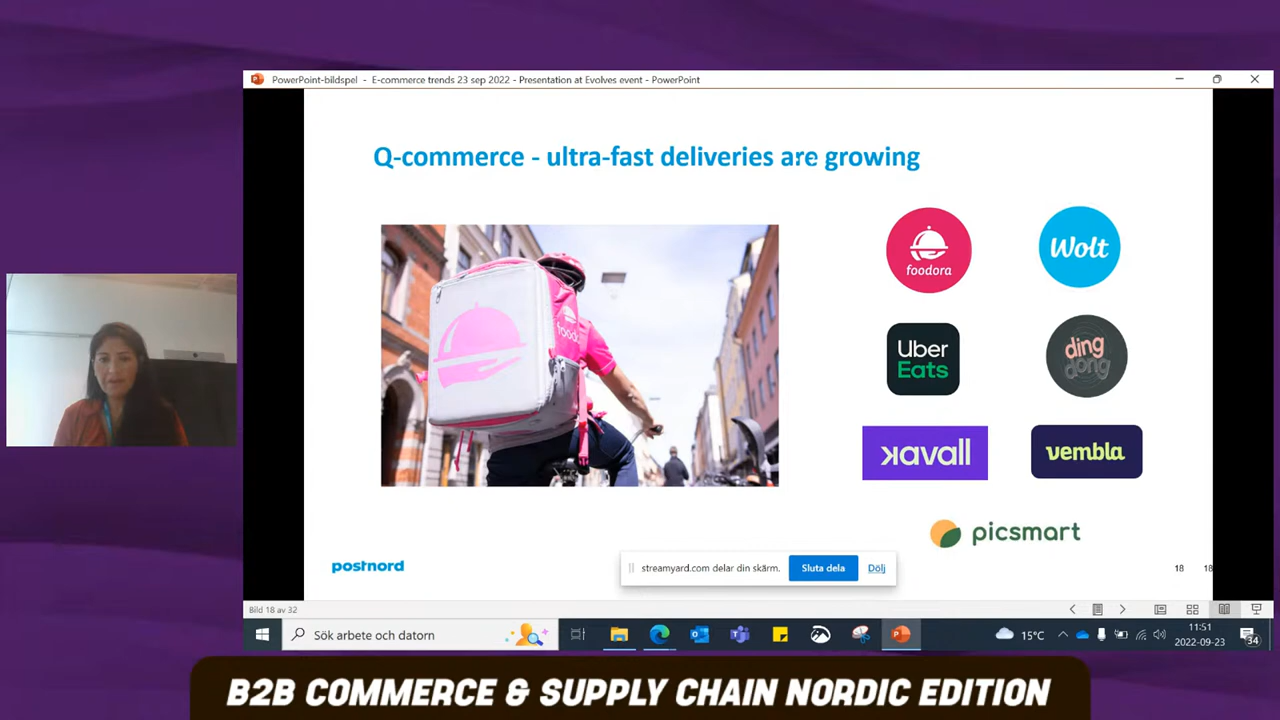 PowerPoint-bildspel - E-commerce trends 23 sep 2022 - Presentation at Evolves event - PowerPoint
Q-commerce - ultra-fast deliveries are growing
foodora
Wolt
Uber
Eats
ding
dong
kavall
vembla
picsmart
postnord
streamyard.com delar din skärm.
Sluta dela
Dölj
18
18
Bild 18 av 32
Sök arbete och datorn
15°C
11:51
2022-09-23
34
B2B COMMERCE & SUPPLY CHAIN NORDIC EDITION